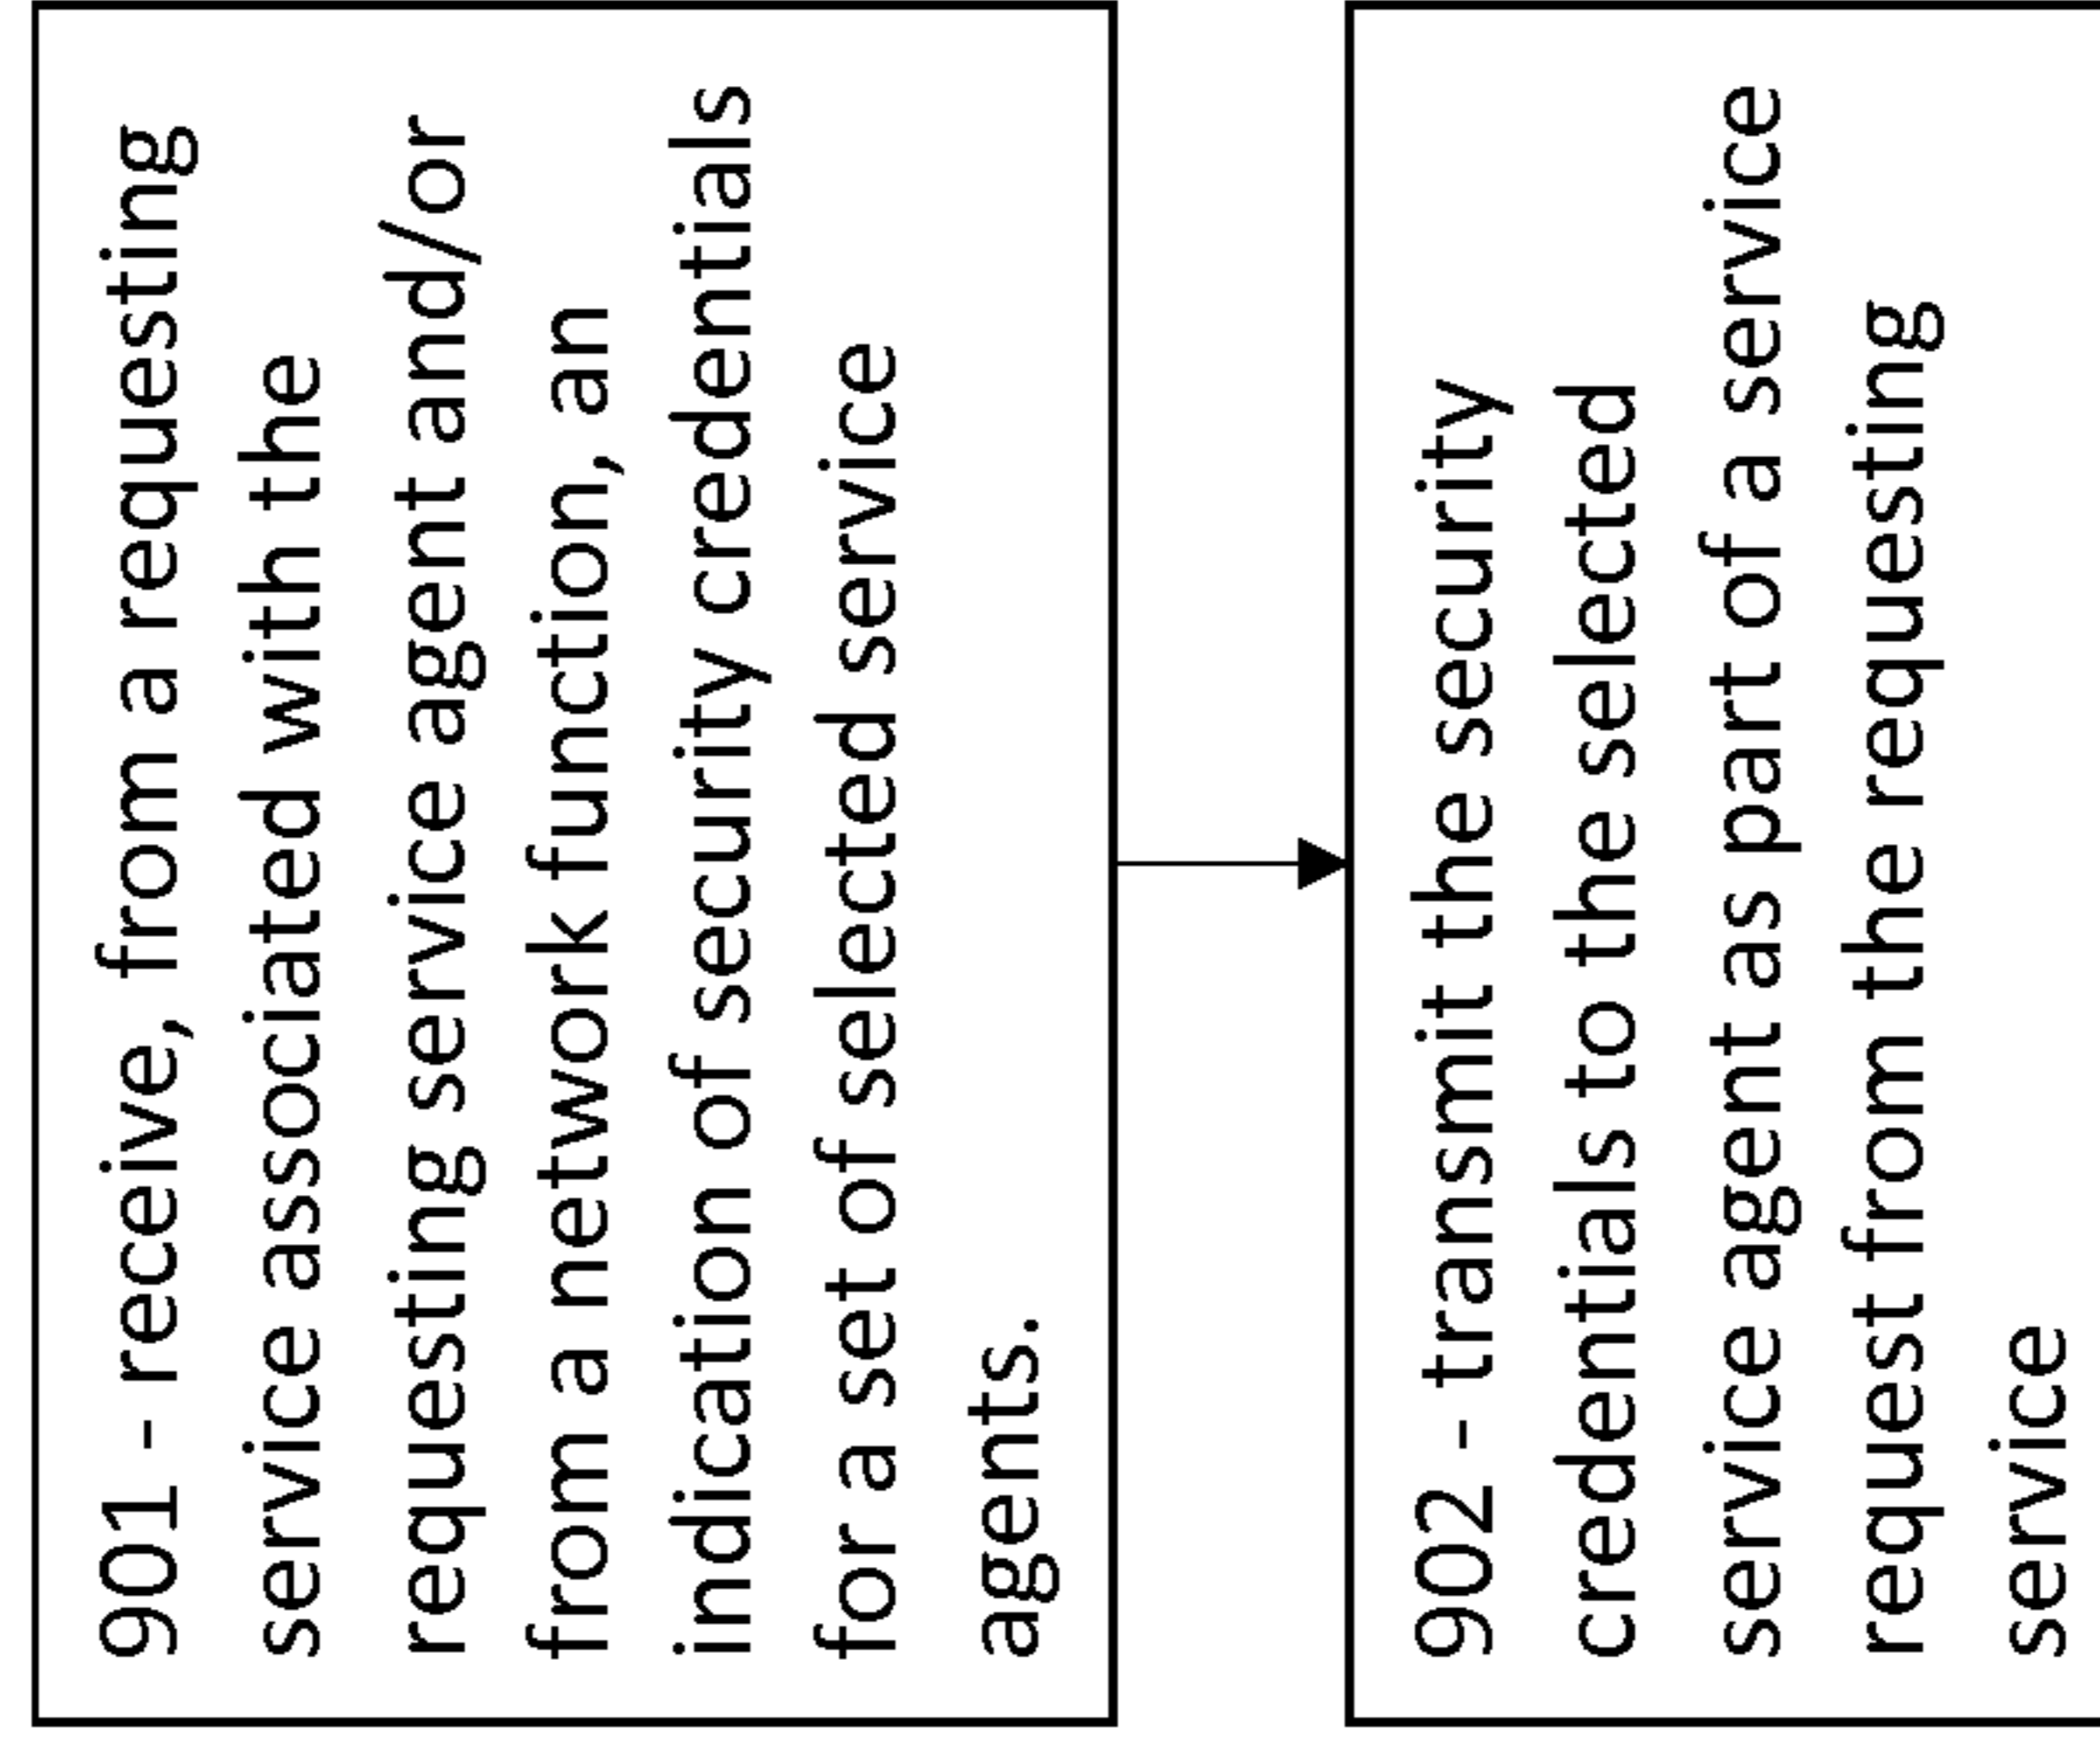 901 - receive, from a requesting
service associated with the
requesting service agent and/or
from a network function, an
indication of security credentials
for a set of selected service
agents.
902 - transmit the security
credentials to the selected
service agent as part of a service
request from the requesting
service